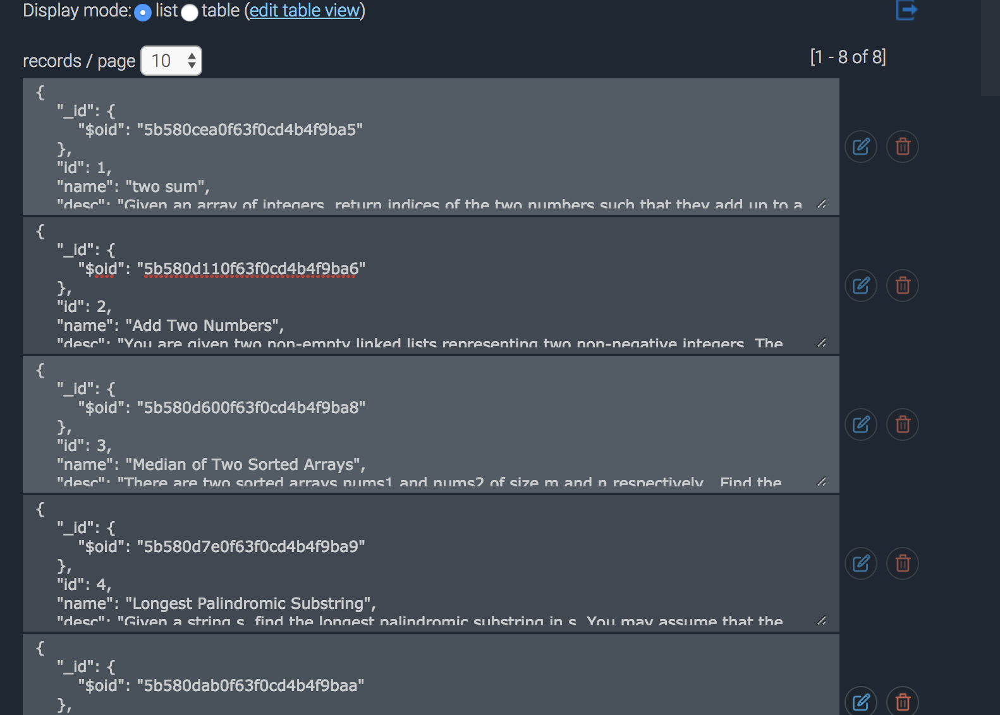 Display mode: list table (edit table view)
records / page 10 [1 - 8 of 8]
{
"_id": {
"$oid": "5b580cea0f63f0cd4b4f9ba5"
},
"id": 1,
"name": "two sum",
"desc": "Given an array of integers, return indices of the two numbers such that they add up to a
{
"_id": {
"$oid": "5b580d110f63f0cd4b4f9ba6"
},
"id": 2,
"name": "Add Two Numbers",
"desc": "You are given two non-empty linked lists representing two non-negative integers. The
{
"_id": {
"$oid": "5b580d600f63f0cd4b4f9ba8"
},
"id": 3,
"name": "Median of Two Sorted Arrays",
"desc": "There are two sorted arrays nums1 and nums2 of size m and n respectively.  Find the
{
"_id": {
"$oid": "5b580d7e0f63f0cd4b4f9ba9"
},
"id": 4,
"name": "Longest Palindromic Substring",
"desc": "Given a string s, find the longest palindromic substring in s. You may assume that the
{
"_id": {
"$oid": "5b580dab0f63f0cd4b4f9baa"
},